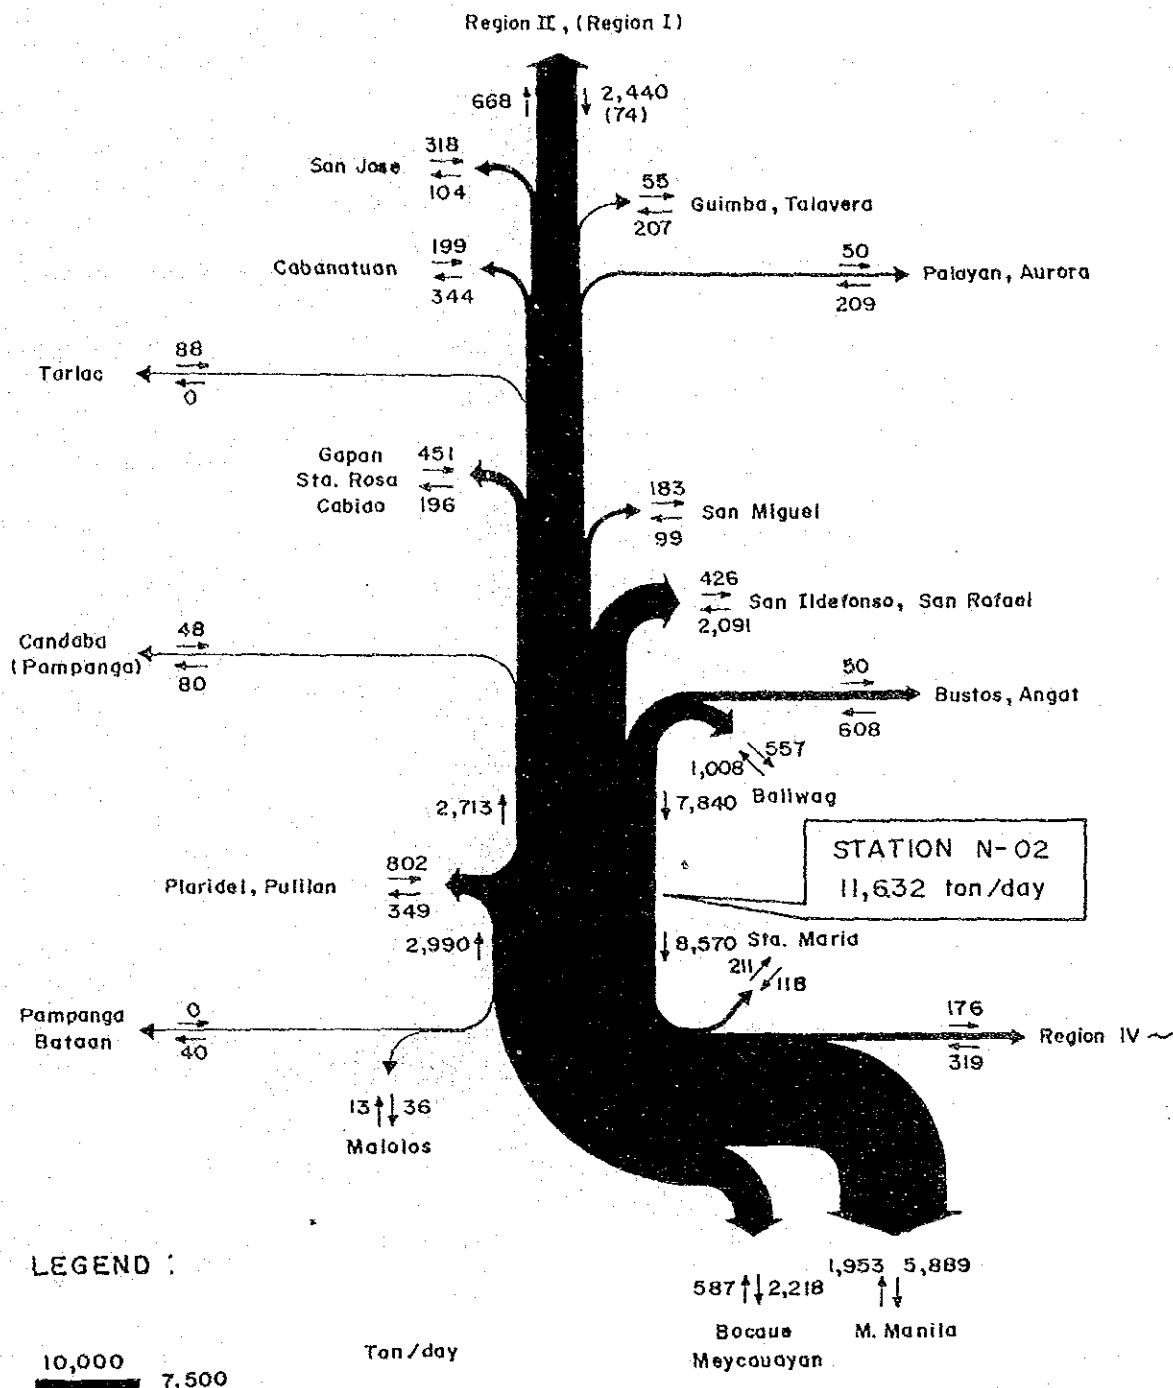 Region II, (Region I)
668
2,440
(74)
318
San Jose
104
55
Guimba, Talavera
207
199
Cabanatuan
344
50
Palayan, Aurora
209
88
Tarlac
0
Gapan 451
Sta. Rosa
Cabiao 196
183
San Miguel
99
426
San Ildefonso, San Rafael
2,091
48
Candaba
(Pampanga)
80
50
Bustos, Angat
608
557
1,008
Baliwag
2,713
7,840
STATION N-02
11,632 ton/day
802
Plaridel, Pulilan
349
2,990
8,570
Sta. Maria
211
118
0
Pampanga
Bataan
40
176
Region IV ~
319
13 36
Malolos
LEGEND :
1,953 5,889
587 2,218
Bocaue
Meycauayan
M. Manila
Ton/day
10,000
7,500